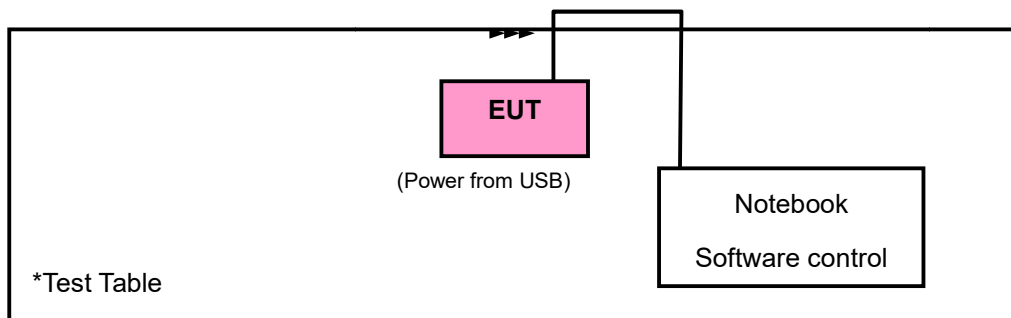 EUT
(Power from USB)
Notebook
Software control
*Test Table